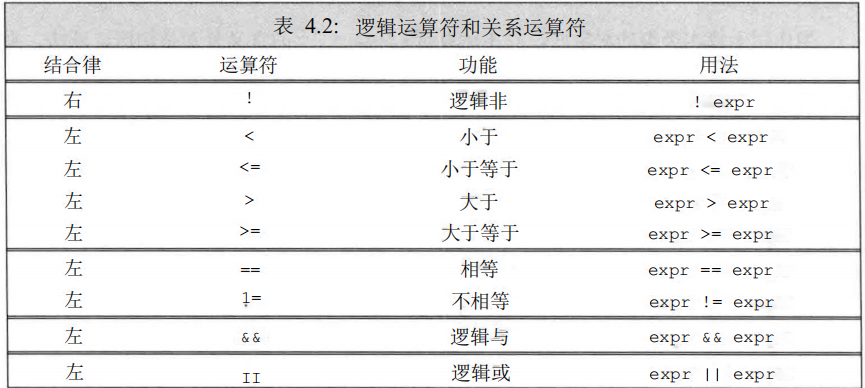 表 4.2: 逻辑运算符和关系运算符
结合律 运算符 功能 用法
右 ! 逻辑非 ! expr
左 < 小于 expr < expr
左 <= 小于等于 expr <= expr
左 > 大于 expr > expr
左 >= 大于等于 expr >= expr
左 == 相等 expr == expr
左 != 不相等 expr != expr
左 && 逻辑与 expr && expr
左 II 逻辑或 expr || expr